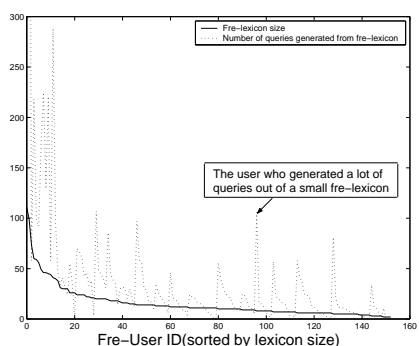 300
250
200
150
100
50
0
0 20 40 60 80 100 120 140 160
Fre-lexicon size
Number of queries generated from fre-lexicon
The user who generated a lot of
queries out of a small fre-lexicon
Fre-User ID(sorted by lexicon size)